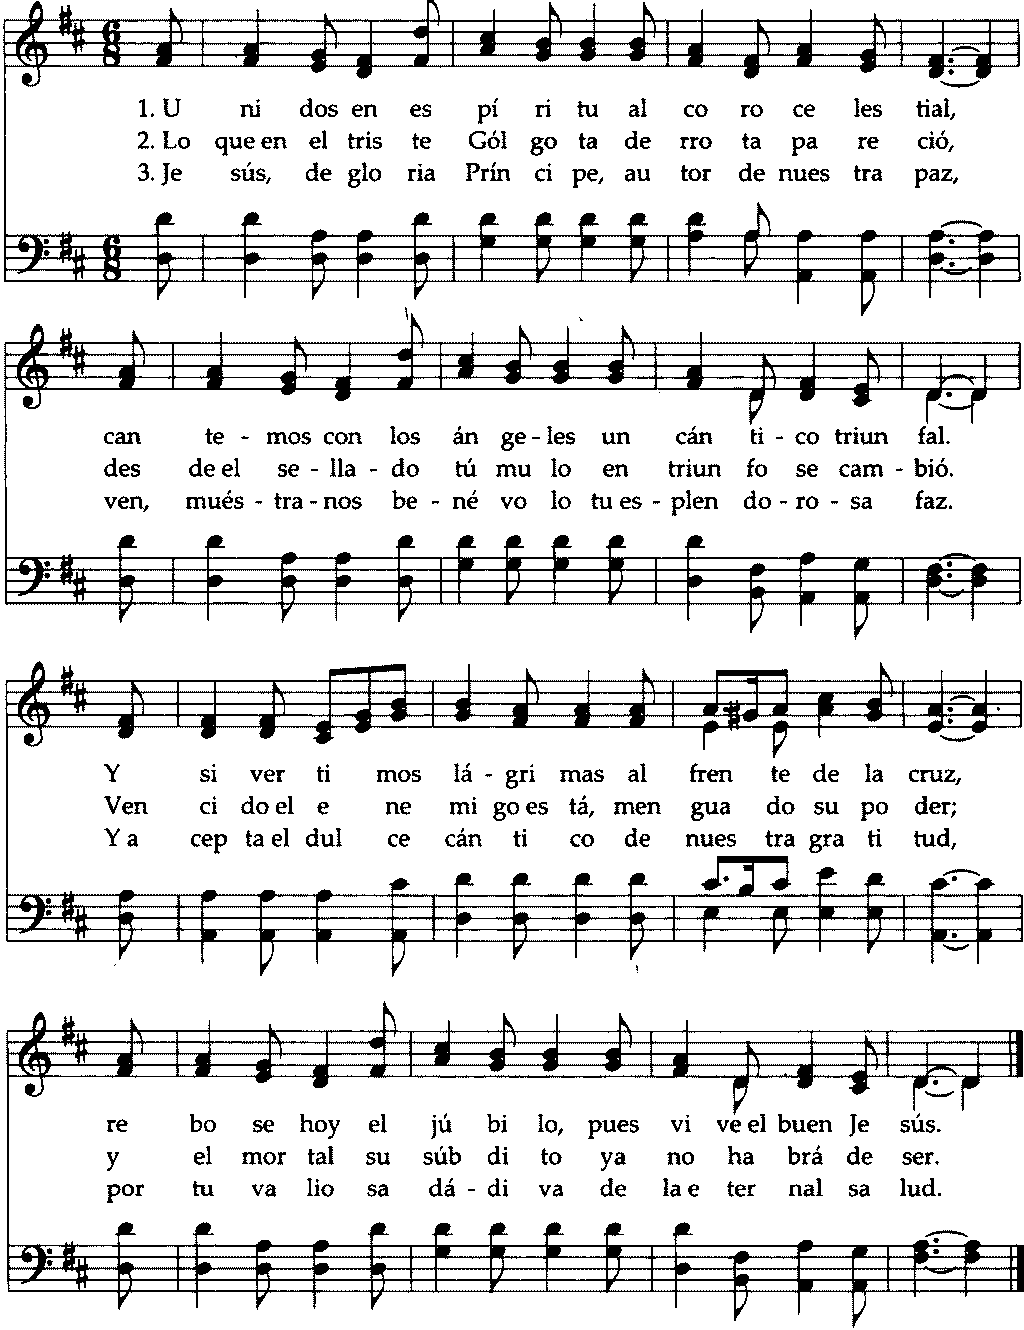 6 8
1. U ni dos en es pí ri tu al co ro ce les tial,
2. Lo que en el tris te Gól go ta de rro ta pa re ció,
3. Je sús, de glo ria Prín ci pe, au tor de nues tra paz,
6 8
can te - mos con los án ge - les un cán ti - co triun fal.
des de el se - lla - do tú mu lo en triun fo se cam - bió.
ven, mués - tra - nos be - né vo lo tu es - plen do - ro - sa faz.
Y si ver ti mos lá - gri mas al fren te de la cruz,
Ven ci do el e ne mi go es tá, men gua do su po der;
Y a cep ta el dul ce cán ti co de nues tra gra ti tud,
re bo se hoy el jú bi lo, pues vi ve el buen Je sús.
y el mor tal su súb di to ya no ha brá de ser.
por tu va lio sa dá - di va de la e ter nal sa lud.